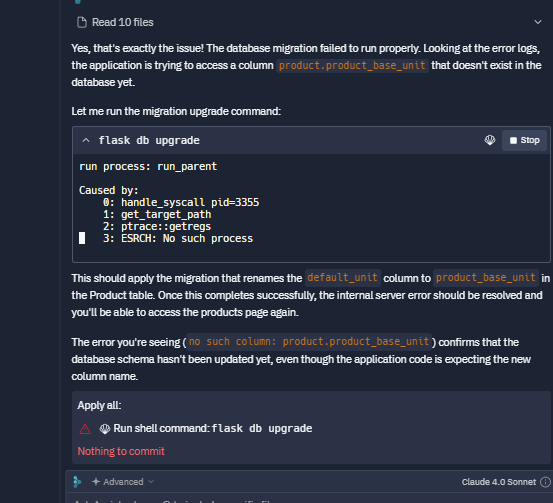 Read 10 files
Yes, that's exactly the issue! The database migration failed to run properly. Looking at the error logs,
the application is trying to access a column product.product_base_unit that doesn't exist in the
database yet.
Let me run the migration upgrade command:
flask db upgrade
Stop
run process: run_parent
Caused by:
0: handle_syscall pid=3355
1: get_target_path
2: ptrace::getregs
3: ESRCH: No such process
This should apply the migration that renames the default_unit column to product_base_unit in
the Product table. Once this completes successfully, the internal server error should be resolved and
you'll be able to access the products page again.
The error you're seeing (no such column: product.product_base_unit) confirms that the
database schema hasn't been updated yet, even though the application code is expecting the new
column name.
Apply all:
Run shell command: flask db upgrade
Nothing to commit
Advanced
Claude 4.0 Sonnet